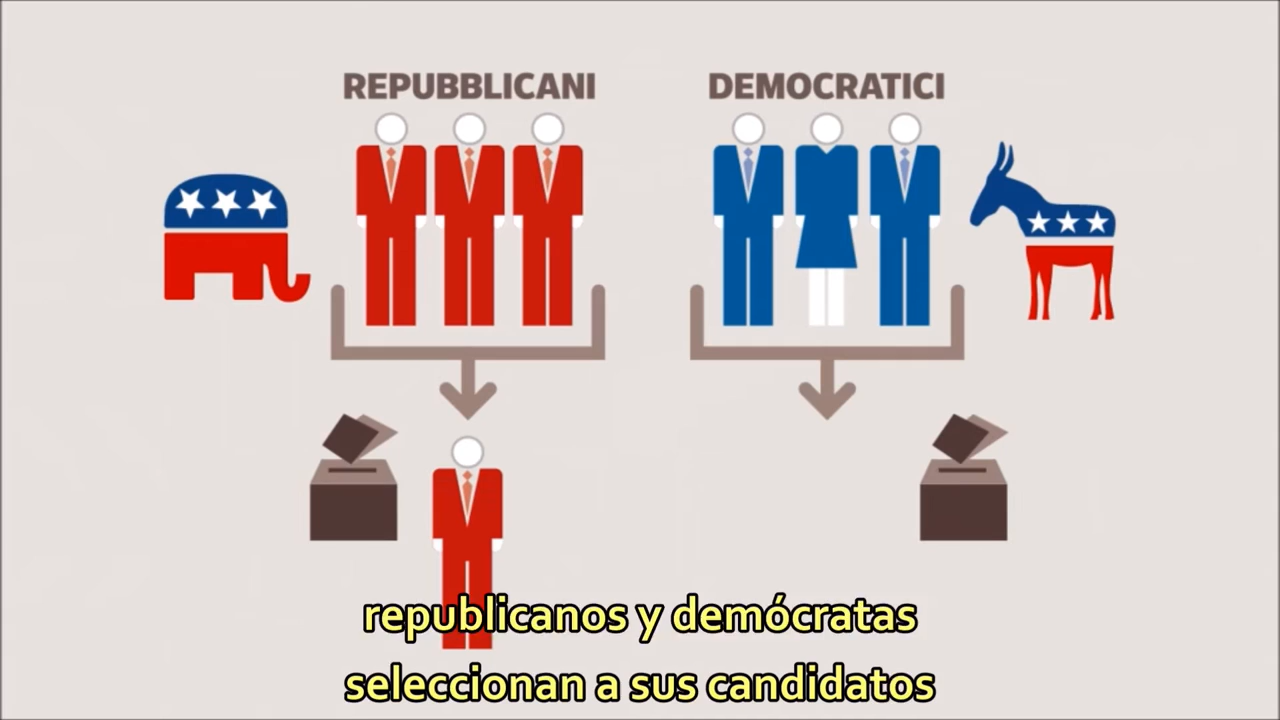 REPUBBLICANI
DEMOCRATICI
republicanos y demócratas
seleccionan a sus candidatos